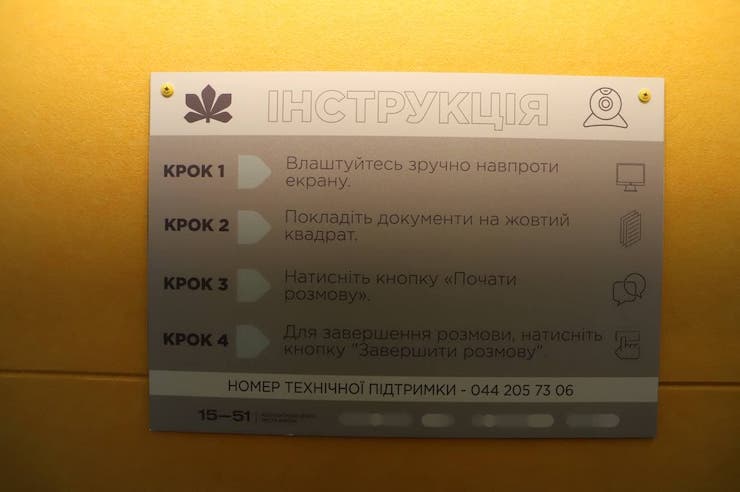 ІНСТРУКЦІЯ
КРОК 1
Влаштуйтесь зручно навпроти
екрану.
КРОК 2
Покладіть документи на жовтий
квадрат.
КРОК 3
Натисніть кнопку «Почати
розмову».
КРОК 4
Для завершення розмови, натисніть
кнопку "Завершити розмову".
НОМЕР ТЕХНІЧНОЇ ПІДТРИМКИ - 044 205 73 06
15—51